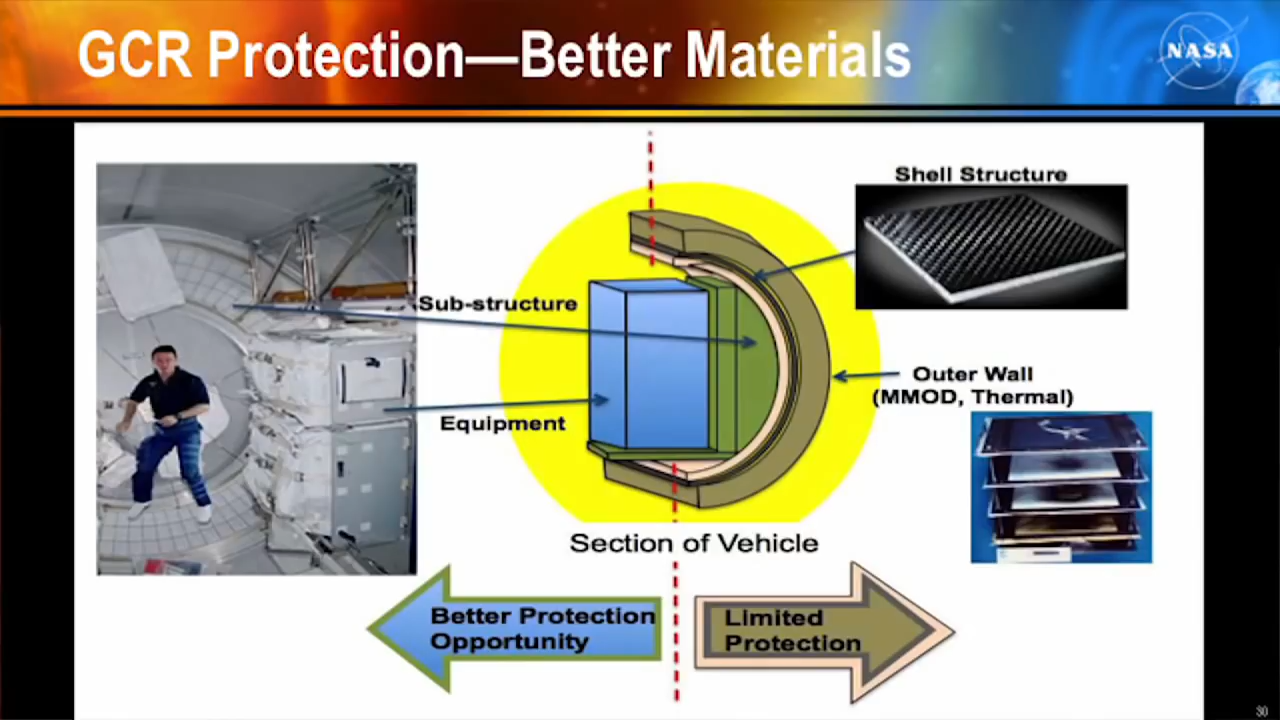 GCR Protection—Better Materials
NASA
Shell Structure
Sub-structure
Outer Wall
(MMOD, Thermal)
Equipment
Section of Vehicle
Better Protection
Opportunity
Limited
Protection
30